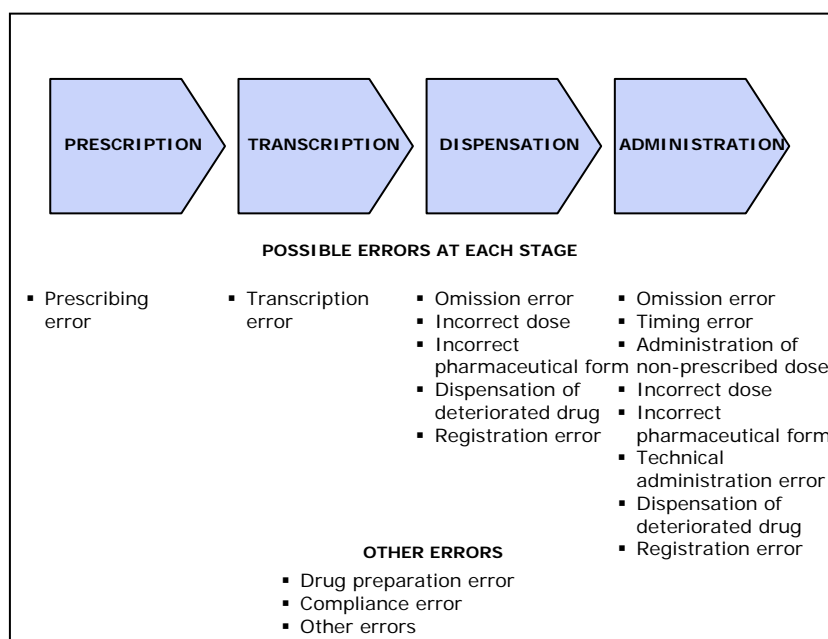 PRESCRIPTION
TRANSCRIPTION
DISPENSATION
ADMINISTRATION
POSSIBLE ERRORS AT EACH STAGE
▪ Prescribing
error
▪ Transcription
error
▪ Omission error
▪ Incorrect dose
▪ Incorrect
pharmaceutical form
▪ Dispensation of
deteriorated drug
▪ Registration error
▪ Omission error
▪ Timing error
▪ Administration of
non-prescribed dose
▪ Incorrect dose
▪ Incorrect
pharmaceutical form
▪ Technical
administration error
▪ Dispensation of
deteriorated drug
▪ Registration error
OTHER ERRORS
▪ Drug preparation error
▪ Compliance error
▪ Other errors